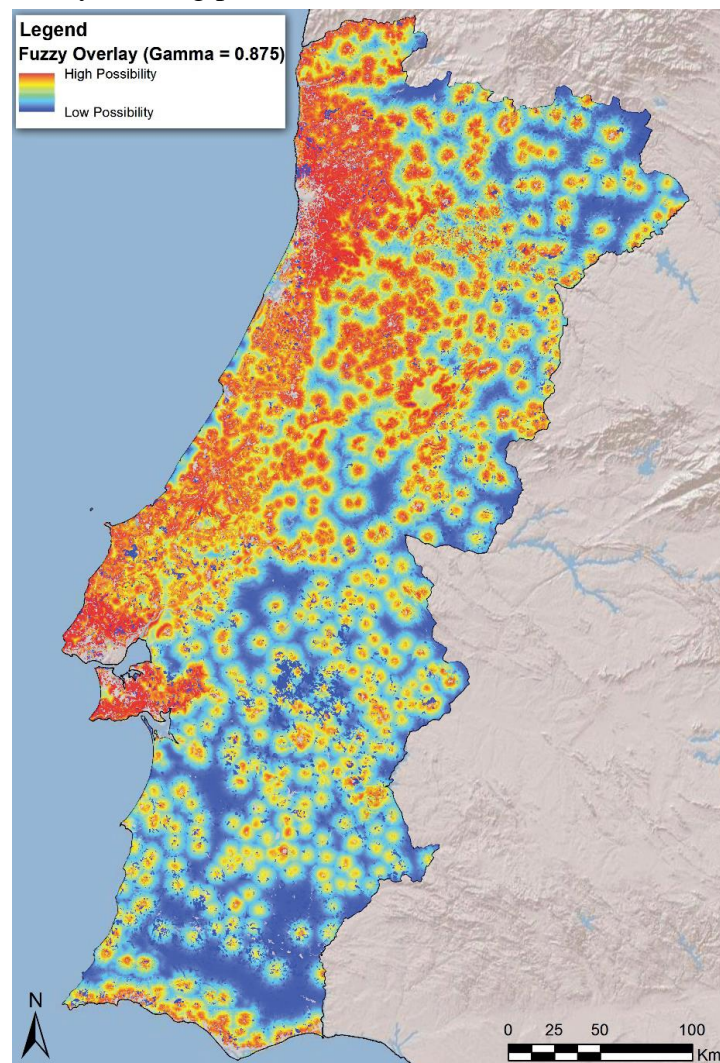 Legend
Fuzzy Overlay (Gamma = 0.875)
High Possibility
Low Possibility
N
0 25 50 100
Km